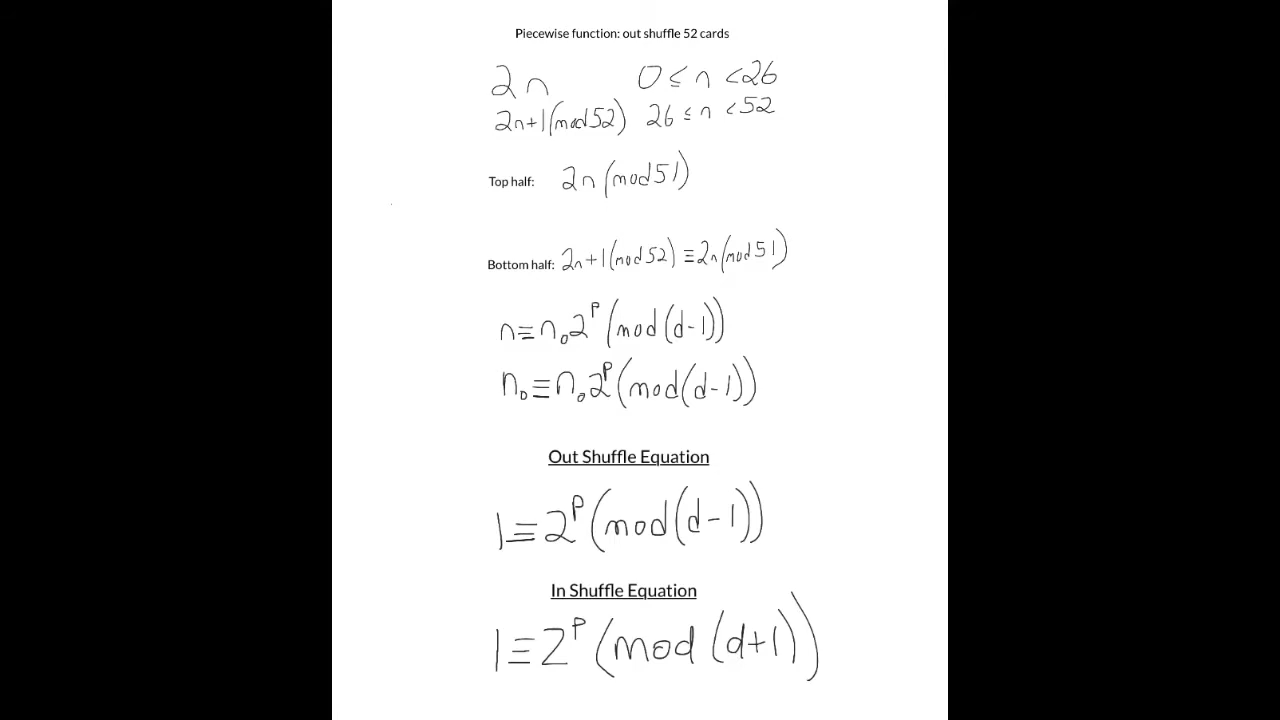 Piecewise function: out shuffle 52 cards
2n 0 ≤ n < 26
2n+1(mod 52) 26 ≤ n < 52
Top half: 2n (mod 51)
Bottom half: 2n+1(mod 52) ≡ 2n(mod 51)
n ≡ n₀2ᵖ (mod (d-1))
n₀ ≡ n₀2ᵖ (mod (d-1))
Out Shuffle Equation
1 ≡ 2ᵖ (mod (d-1))
In Shuffle Equation
1 ≡ 2ᵖ (mod (d+1))